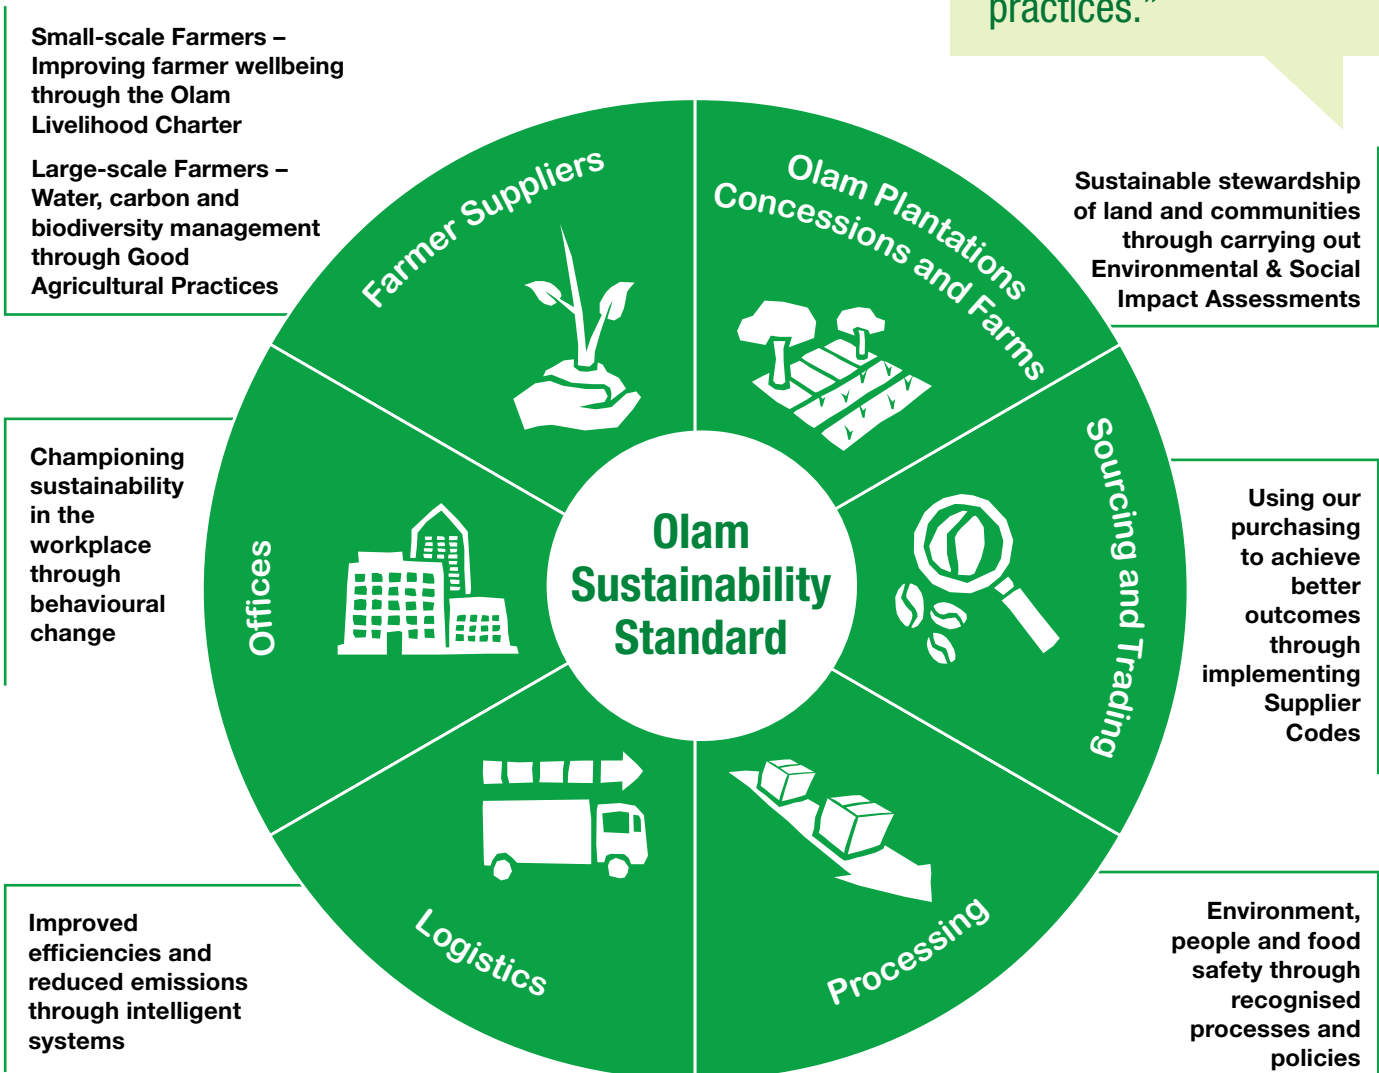 practices.”
Small-scale Farmers –
Improving farmer wellbeing
through the Olam
Livelihood Charter
Large-scale Farmers –
Water, carbon and
biodiversity management
through Good
Agricultural Practices
Farmer Suppliers
Olam Plantations
Concessions and Farms
Sustainable stewardship
of land and communities
through carrying out
Environmental & Social
Impact Assessments
Championing
sustainability
in the
workplace
through
behavioural
change
Offices
Olam
Sustainability
Standard
Sourcing and Trading
Using our
purchasing
to achieve
better
outcomes
through
implementing
Supplier
Codes
Improved
efficiencies and
reduced emissions
through intelligent
systems
Logistics
Processing
Environment,
people and food
safety through
recognised
processes and
policies